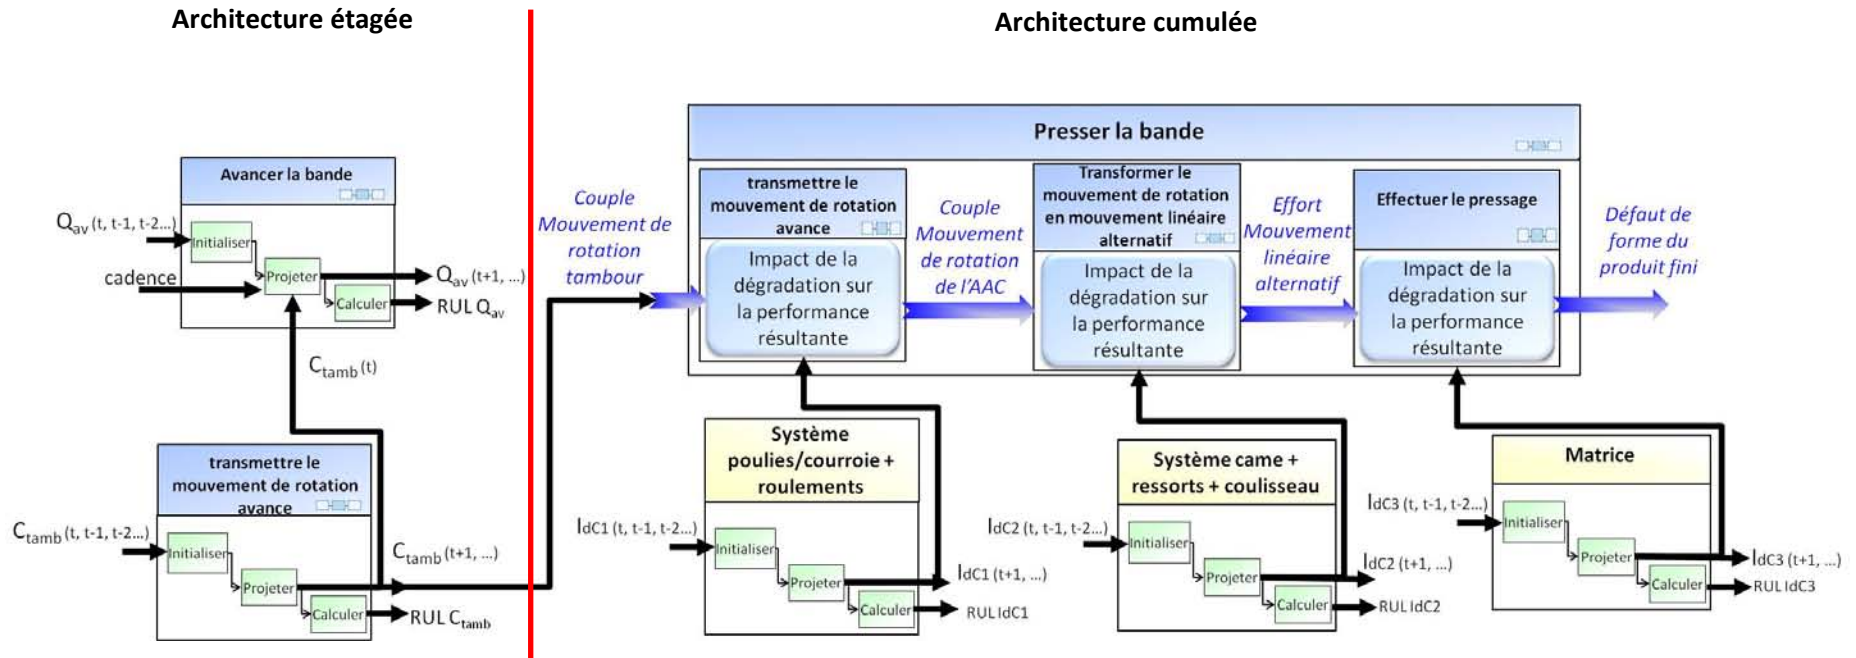 Architecture étagée
Architecture cumulée
Avancer la bande
Q_av (t, t-1, t-2...)
Initialiser
cadence
Projeter
Q_av (t+1, ...)
Calculer
RUL Q_av
C_tamb (t)
transmettre le
mouvement de rotation
avance
C_tamb (t, t-1, t-2...)
Initialiser
Projeter
C_tamb (t+1, ...)
Calculer
RUL C_tamb
Presser la bande
Couple
Mouvement de
rotation
tambour
transmettre le
mouvement de rotation
avance
Impact de la
dégradation sur
la performance
résultante
Couple
Mouvement
de rotation
de l'AAC
Transformer le
mouvement de rotation
en mouvement linéaire
alternatif
Impact de la
dégradation sur
la performance
résultante
Effort
Mouvement
linéaire
alternatif
Effectuer le pressage
Impact de la
dégradation sur
la performance
résultante
Défaut de
forme du
produit fini
Système
poulies/courroie +
roulements
IdC1 (t, t-1, t-2...)
Initialiser
Projeter
IdC1 (t+1, ...)
Calculer
RUL IdC1
Système came +
ressorts + coulisseau
IdC2 (t, t-1, t-2...)
Initialiser
Projeter
IdC2 (t+1, ...)
Calculer
RUL IdC2
Matrice
IdC3 (t, t-1, t-2...)
Initialiser
Projeter
IdC3 (t+1, ...)
Calculer
RUL IdC3